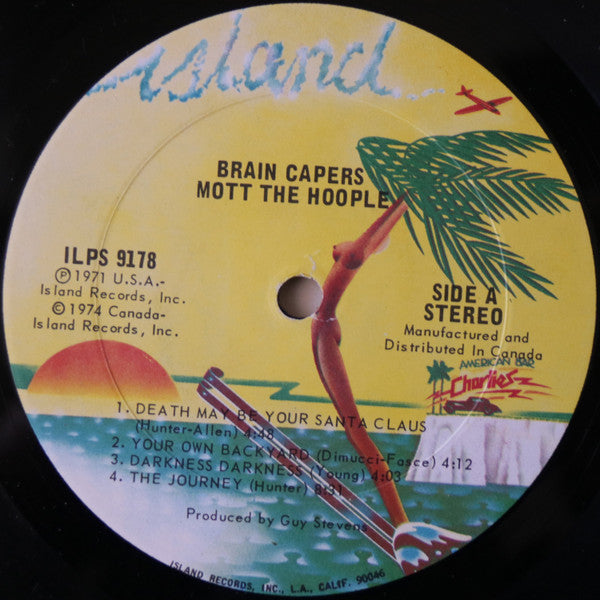 island
BRAIN CAPERS
MOTT THE HOOPLE
ILPS 9178
Ⓟ1971 U.S.A.-
Island Records, Inc.
© 1974 Canada-
Island Records, Inc.
SIDE A
STEREO
Manufactured and
Distributed In Canada
AMERICAN BAR
Charlies
1. DEATH MAY BE YOUR SANTA CLAUS
(Hunter-Allen) 4:48
2. YOUR OWN BACKYARD (Dimucci-Fasce) 4:12
3. DARKNESS DARKNESS (Young) 4:03
4. THE JOURNEY (Hunter) 8:31
Produced by Guy Stevens
ISLAND RECORDS, INC., L.A., CALIF. 90046